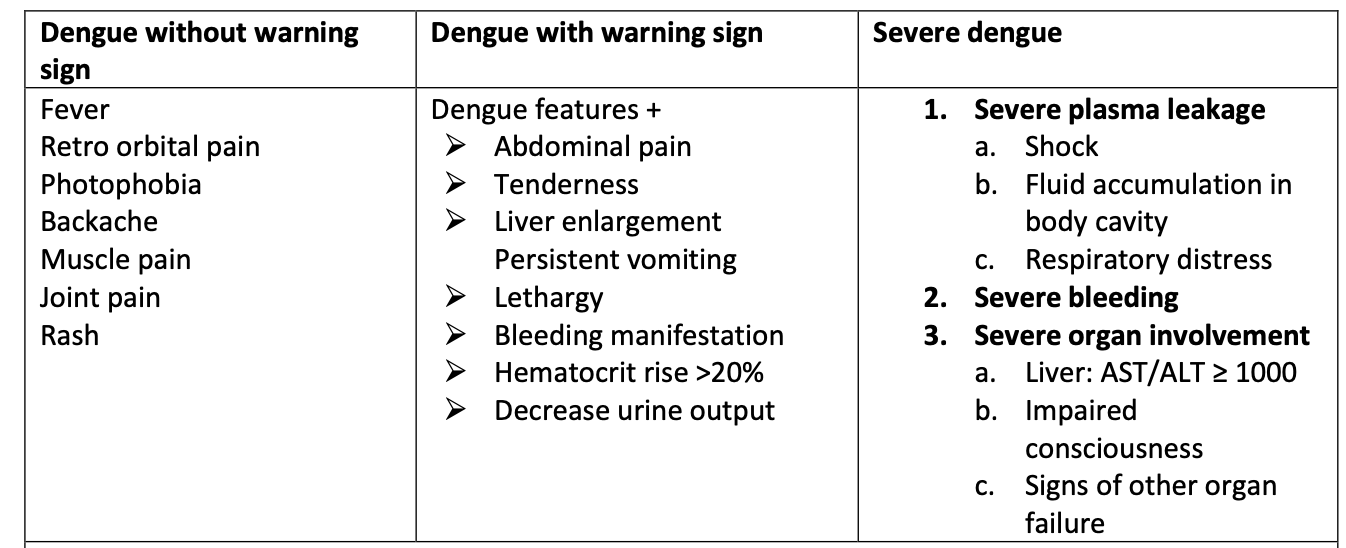 Dengue without warning
sign
Dengue with warning sign
Severe dengue
Fever
Retro orbital pain
Photophobia
Backache
Muscle pain
Joint pain
Rash
Dengue features +
➢ Abdominal pain
➢ Tenderness
➢ Liver enlargement
Persistent vomiting
➢ Lethargy
➢ Bleeding manifestation
➢ Hematocrit rise >20%
➢ Decrease urine output
1. Severe plasma leakage
a. Shock
b. Fluid accumulation in
body cavity
c. Respiratory distress
2. Severe bleeding
3. Severe organ involvement
a. Liver: AST/ALT ≥ 1000
b. Impaired
consciousness
c. Signs of other organ
failure